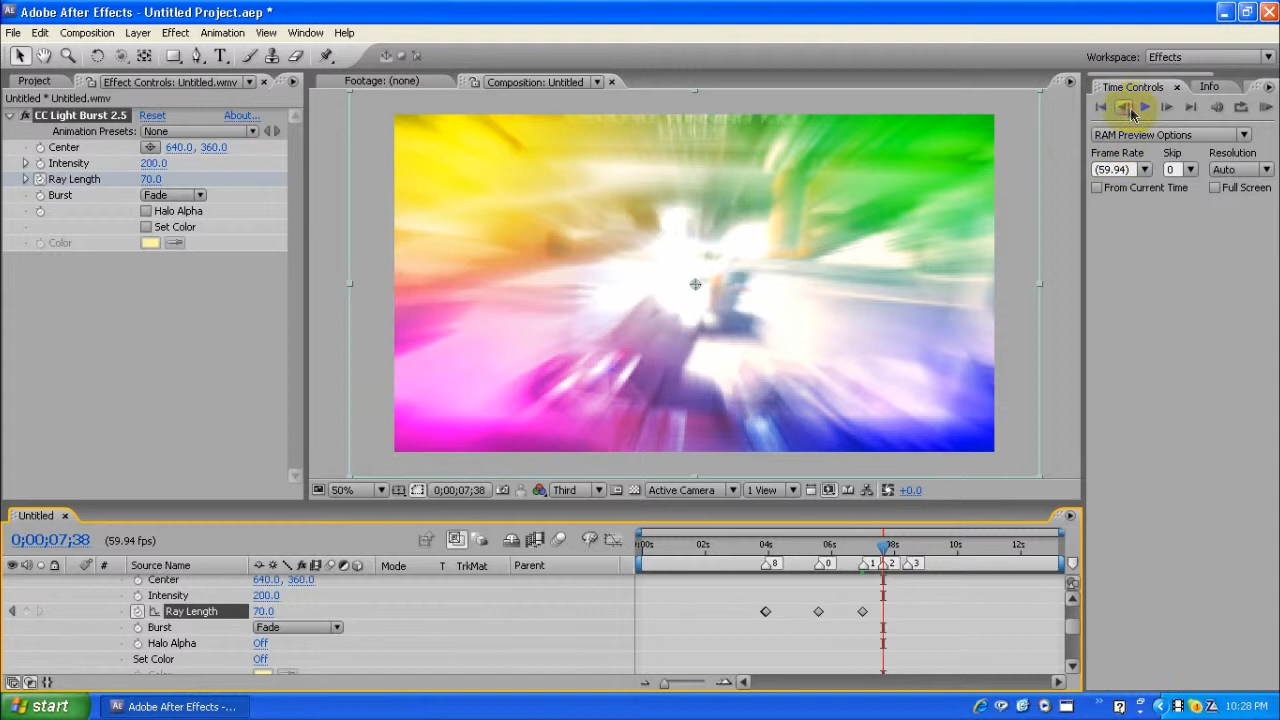 Adobe After Effects - Untitled Project.aep *
File Edit Composition Layer Effect Animation View Window Help
Workspace: Effects
Project Effect Controls: Untitled.wmv
Footage: (none) Composition: Untitled
Time Controls Info
Untitled * Untitled.wmv
CC Light Burst 2.5 Reset About...
Animation Presets: None
Center 640.0, 360.0
Intensity 200.0
Ray Length 70.0
Burst Fade
Halo Alpha
Set Color
Color
RAM Preview Options
Frame Rate Skip Resolution
(59.94) 0 Auto
From Current Time Full Screen
50% 0;00;07;38 Third Active Camera 1 View +0.0
Untitled
0;00;07;38 (59.94 fps)
:00s 02s 04s 06s 08s 10s 12s
# Source Name Mode T TrkMat Parent
8 0 1 2 3
Center 640.0, 360.0
Intensity 200.0
Ray Length 70.0
Burst Fade
Halo Alpha Off
Set Color Off
start Adobe After Effects - ... 10:28 PM